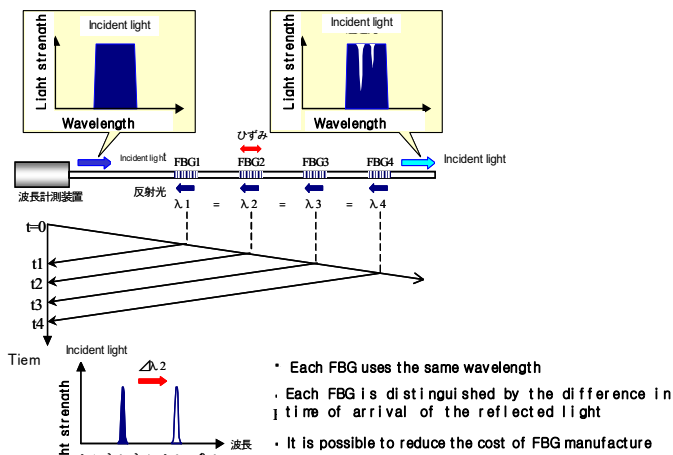 Incident light
Light strength
Wavelength
Incident light
Light strength
Wavelength
ひずみ
Incident light
FBG1
FBG2
FBG3
FBG4
Incident light
波長計測装置
反射光
λ1 = λ2 = λ3 = λ4
t=0
t1
t2
t3
t4
Tiem
Incident light
⊿λ2
ht strength
波長
・ Each FBG uses the same wavelength
・ Each FBG is distinguished by the difference in
time of arrival of the reflected light
・ It is possible to reduce the cost of FBG manufacture